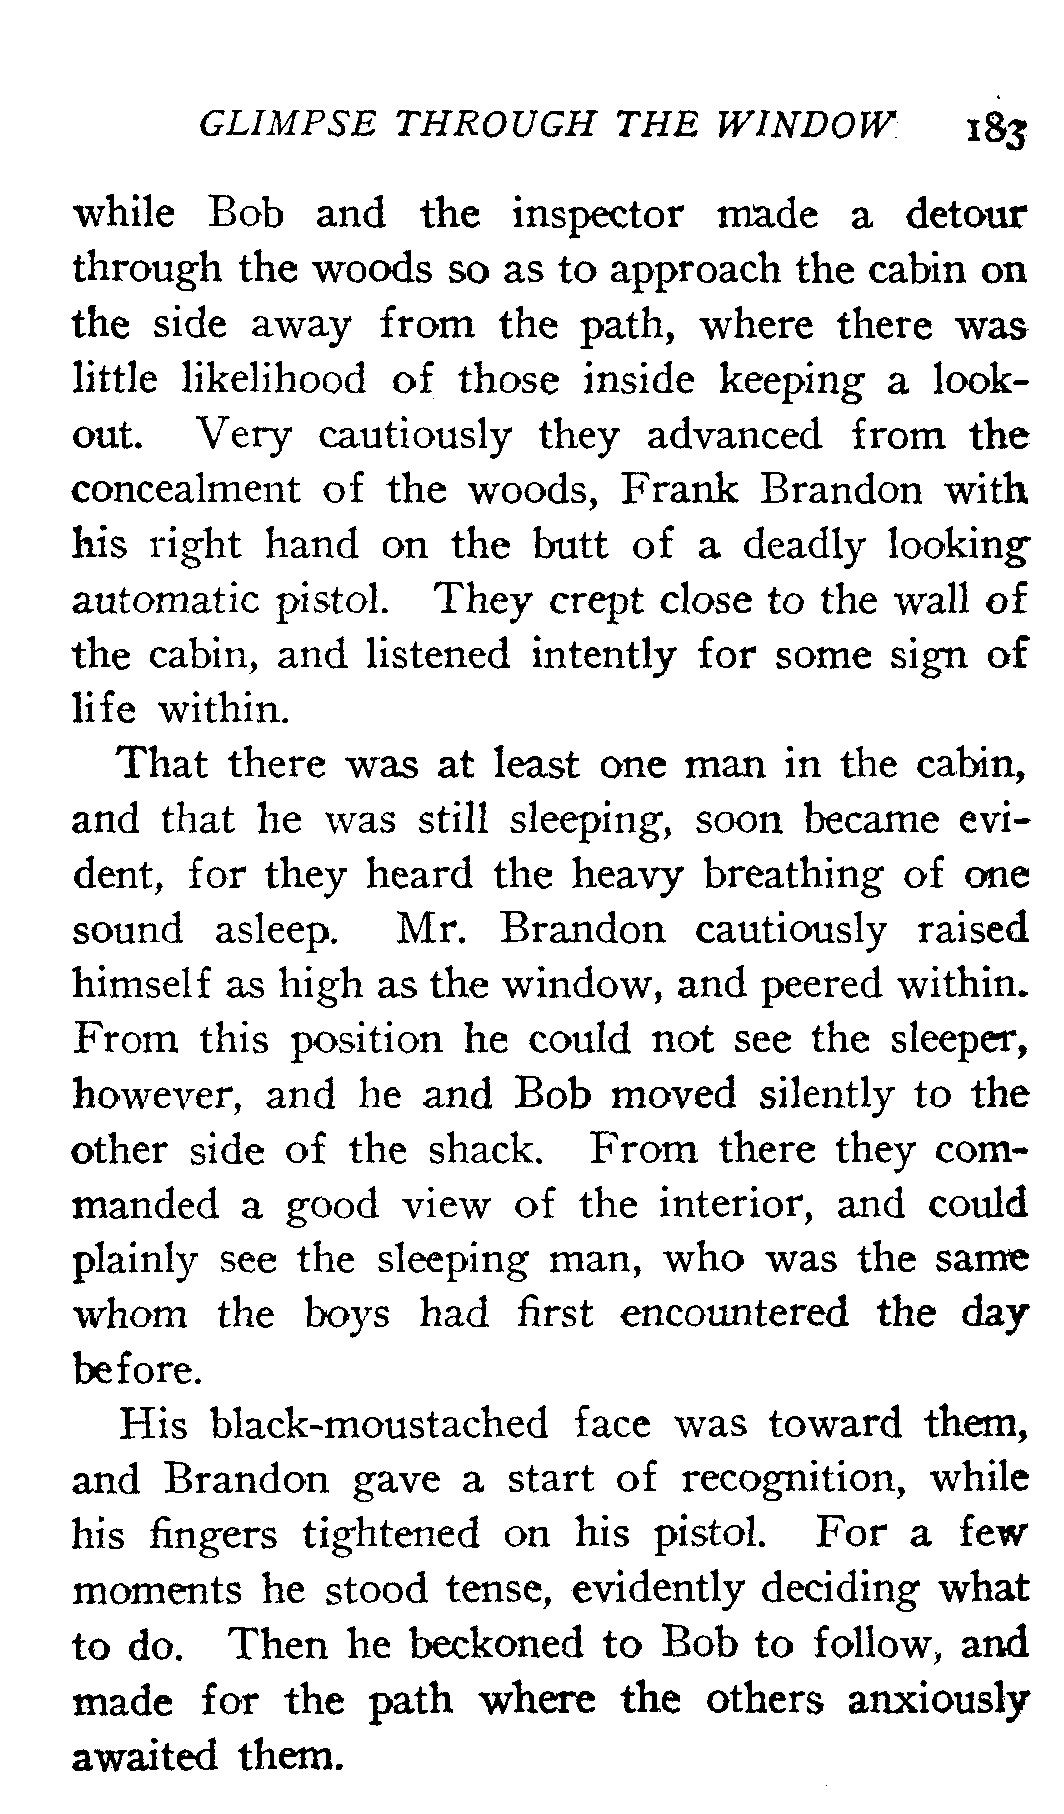 GLIMPSE THROUGH THE WINDOW 183
while Bob and the inspector made a detour
through the woods so as to approach the cabin on
the side away from the path, where there was
little likelihood of those inside keeping a look-
out. Very cautiously they advanced from the
concealment of the woods, Frank Brandon with
his right hand on the butt of a deadly looking
automatic pistol. They crept close to the wall of
the cabin, and listened intently for some sign of
life within.
That there was at least one man in the cabin,
and that he was still sleeping, soon became evi-
dent, for they heard the heavy breathing of one
sound asleep. Mr. Brandon cautiously raised
himself as high as the window, and peered within.
From this position he could not see the sleeper,
however, and he and Bob moved silently to the
other side of the shack. From there they com-
manded a good view of the interior, and could
plainly see the sleeping man, who was the same
whom the boys had first encountered the day
before.
His black-moustached face was toward them,
and Brandon gave a start of recognition, while
his fingers tightened on his pistol. For a few
moments he stood tense, evidently deciding what
to do. Then he beckoned to Bob to follow, and
made for the path where the others anxiously
awaited them.